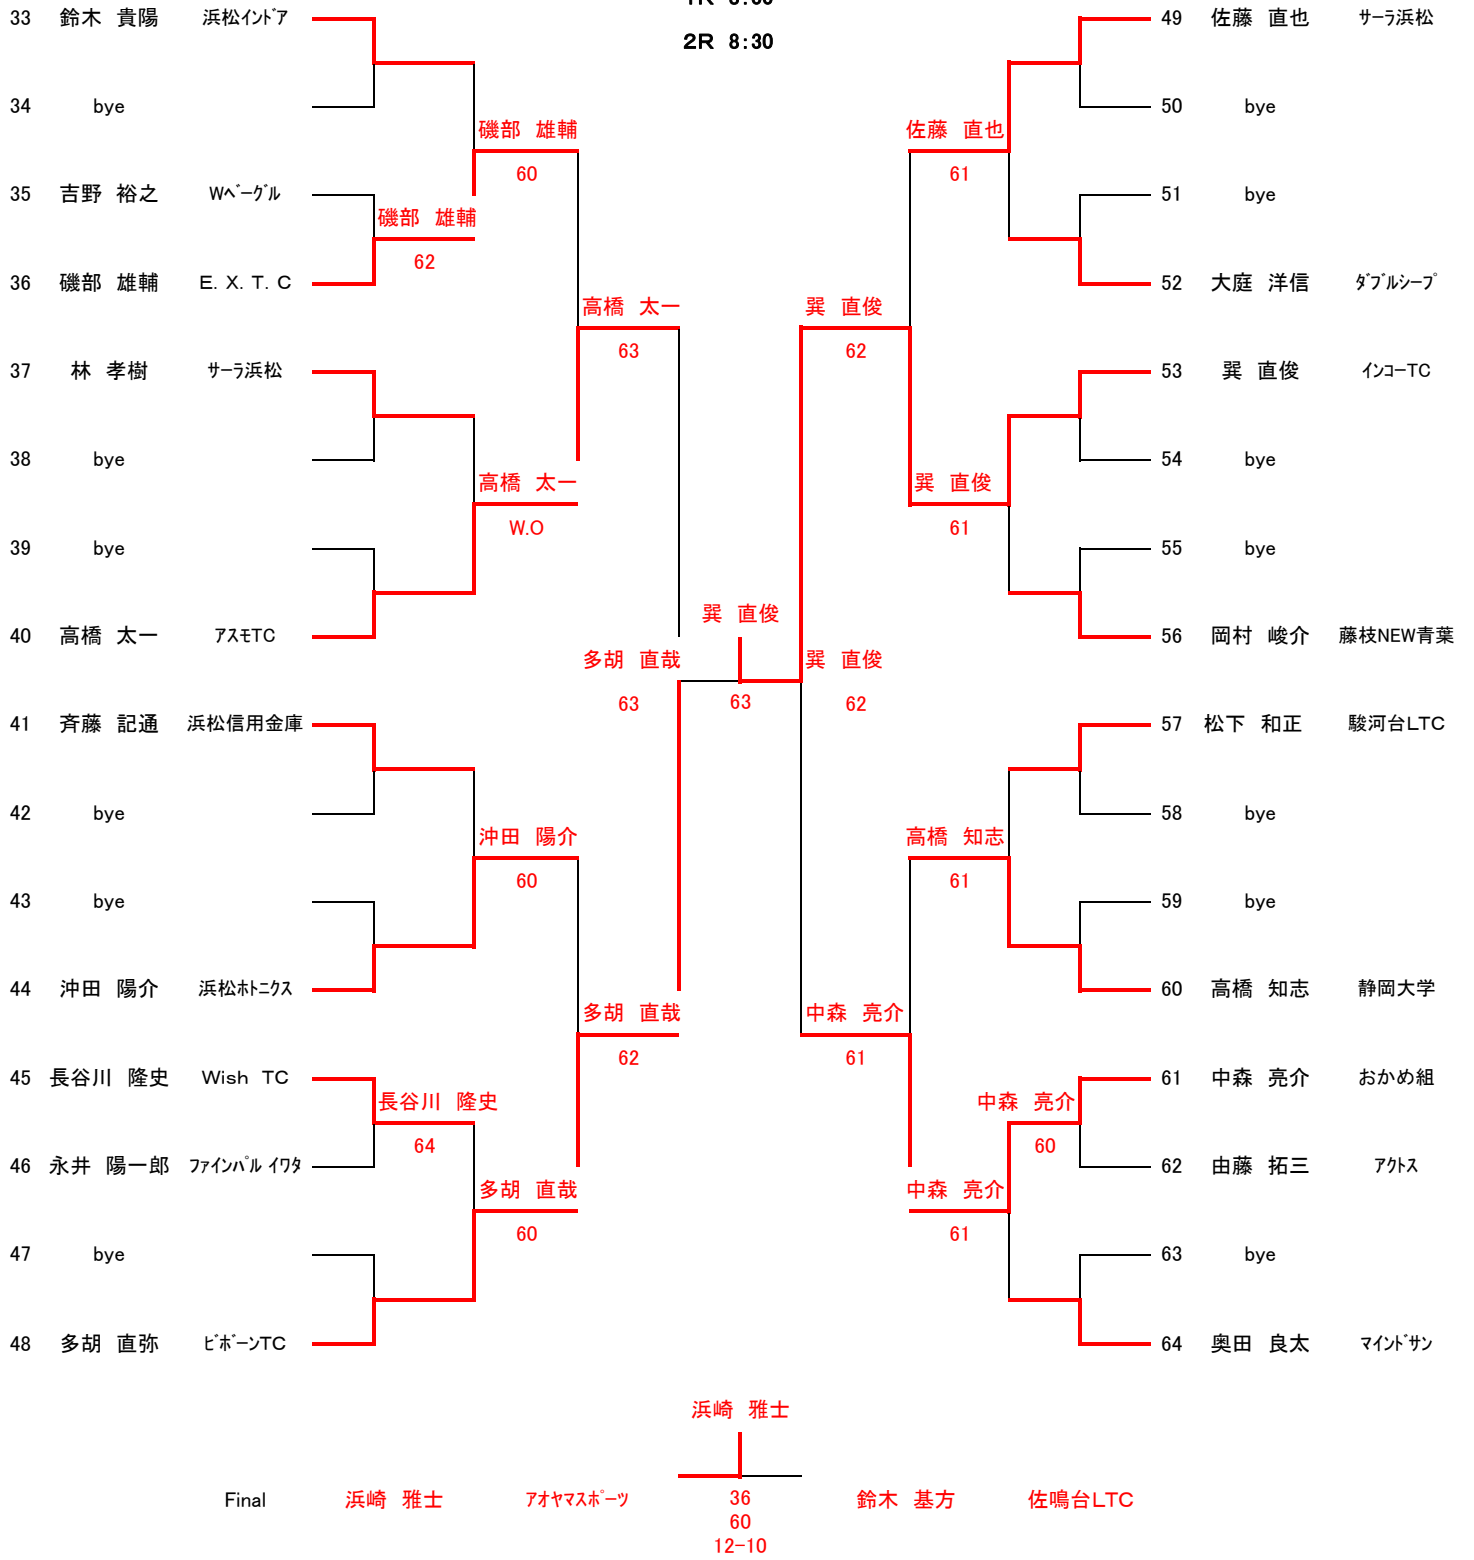 33 鈴木 貴陽 浜松インドア
49 佐藤 直也 サーラ浜松
2R 8:30
34 bye
50 bye
磯部 雄輔
佐藤 直也
60
61
35 吉野 裕之 Wベーグル
51 bye
磯部 雄輔
62
36 磯部 雄輔 E. X. T. C
52 大庭 洋信 ダブルシープ
高橋 太一
巽 直俊
63
62
37 林 孝樹 サーラ浜松
53 巽 直俊 インコーTC
38 bye
54 bye
高橋 太一
巽 直俊
W.O
61
39 bye
55 bye
巽 直俊
40 高橋 太一 アスモTC
56 岡村 峻介 藤枝NEW青葉
多胡 直哉
巽 直俊
63
63
62
41 斉藤 記通 浜松信用金庫
57 松下 和正 駿河台LTC
42 bye
58 bye
沖田 陽介
高橋 知志
60
61
43 bye
59 bye
44 沖田 陽介 浜松ホトニクス
60 高橋 知志 静岡大学
多胡 直哉
中森 亮介
62
61
45 長谷川 隆史 Wish TC
61 中森 亮介 おかめ組
長谷川 隆史
中森 亮介
64
60
46 永井 陽一郎 ファインパル イワタ
62 由藤 拓三 アクトス
多胡 直哉
中森 亮介
60
61
47 bye
63 bye
48 多胡 直弥 ビボーンTC
64 奥田 良太 マインドサン
浜崎 雅士
Final 浜崎 雅士 アオヤマスポーツ 36 鈴木 基方 佐鳴台LTC
60
12-10